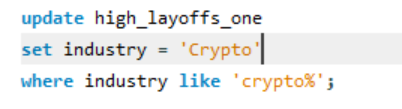 update high_layoffs_one
set industry = 'Crypto'
where industry like 'crypto%';